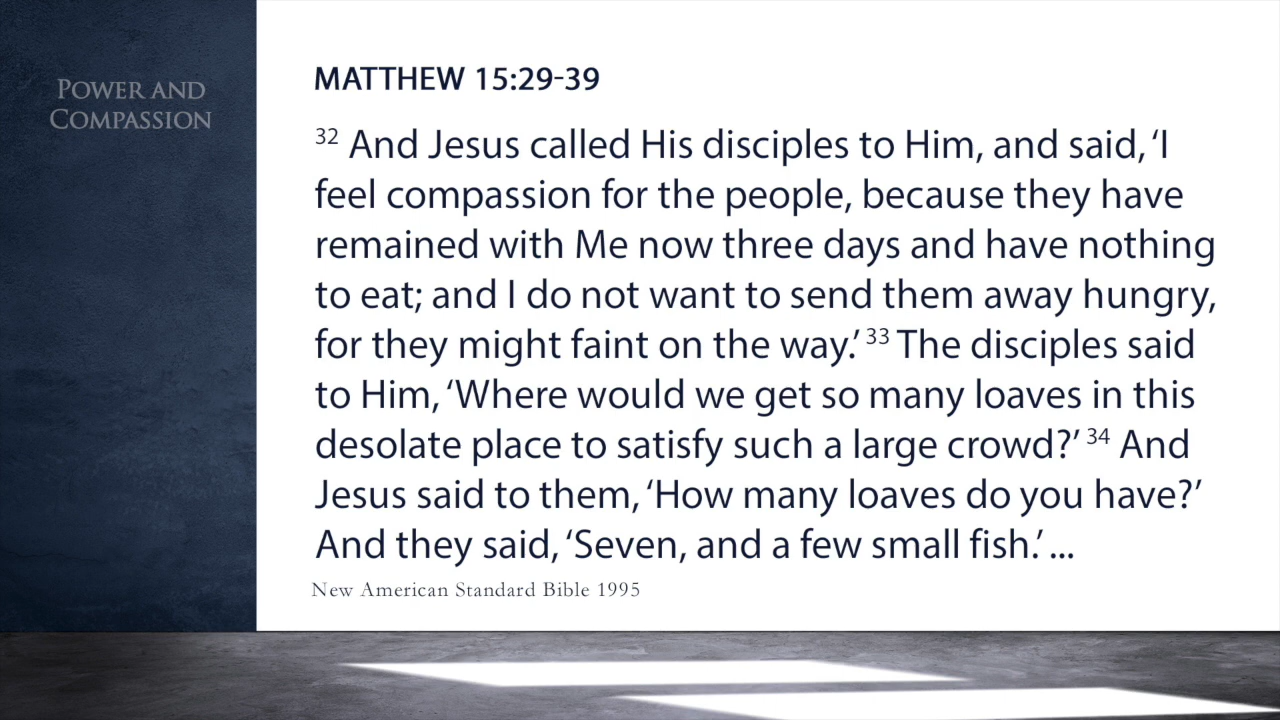 POWER AND
COMPASSION
MATTHEW 15:29-39
32 And Jesus called His disciples to Him, and said, ‘I
feel compassion for the people, because they have
remained with Me now three days and have nothing
to eat; and I do not want to send them away hungry,
for they might faint on the way.’ 33 The disciples said
to Him, ‘Where would we get so many loaves in this
desolate place to satisfy such a large crowd?’ 34 And
Jesus said to them, ‘How many loaves do you have?’
And they said, ‘Seven, and a few small fish.’ ...
New American Standard Bible 1995